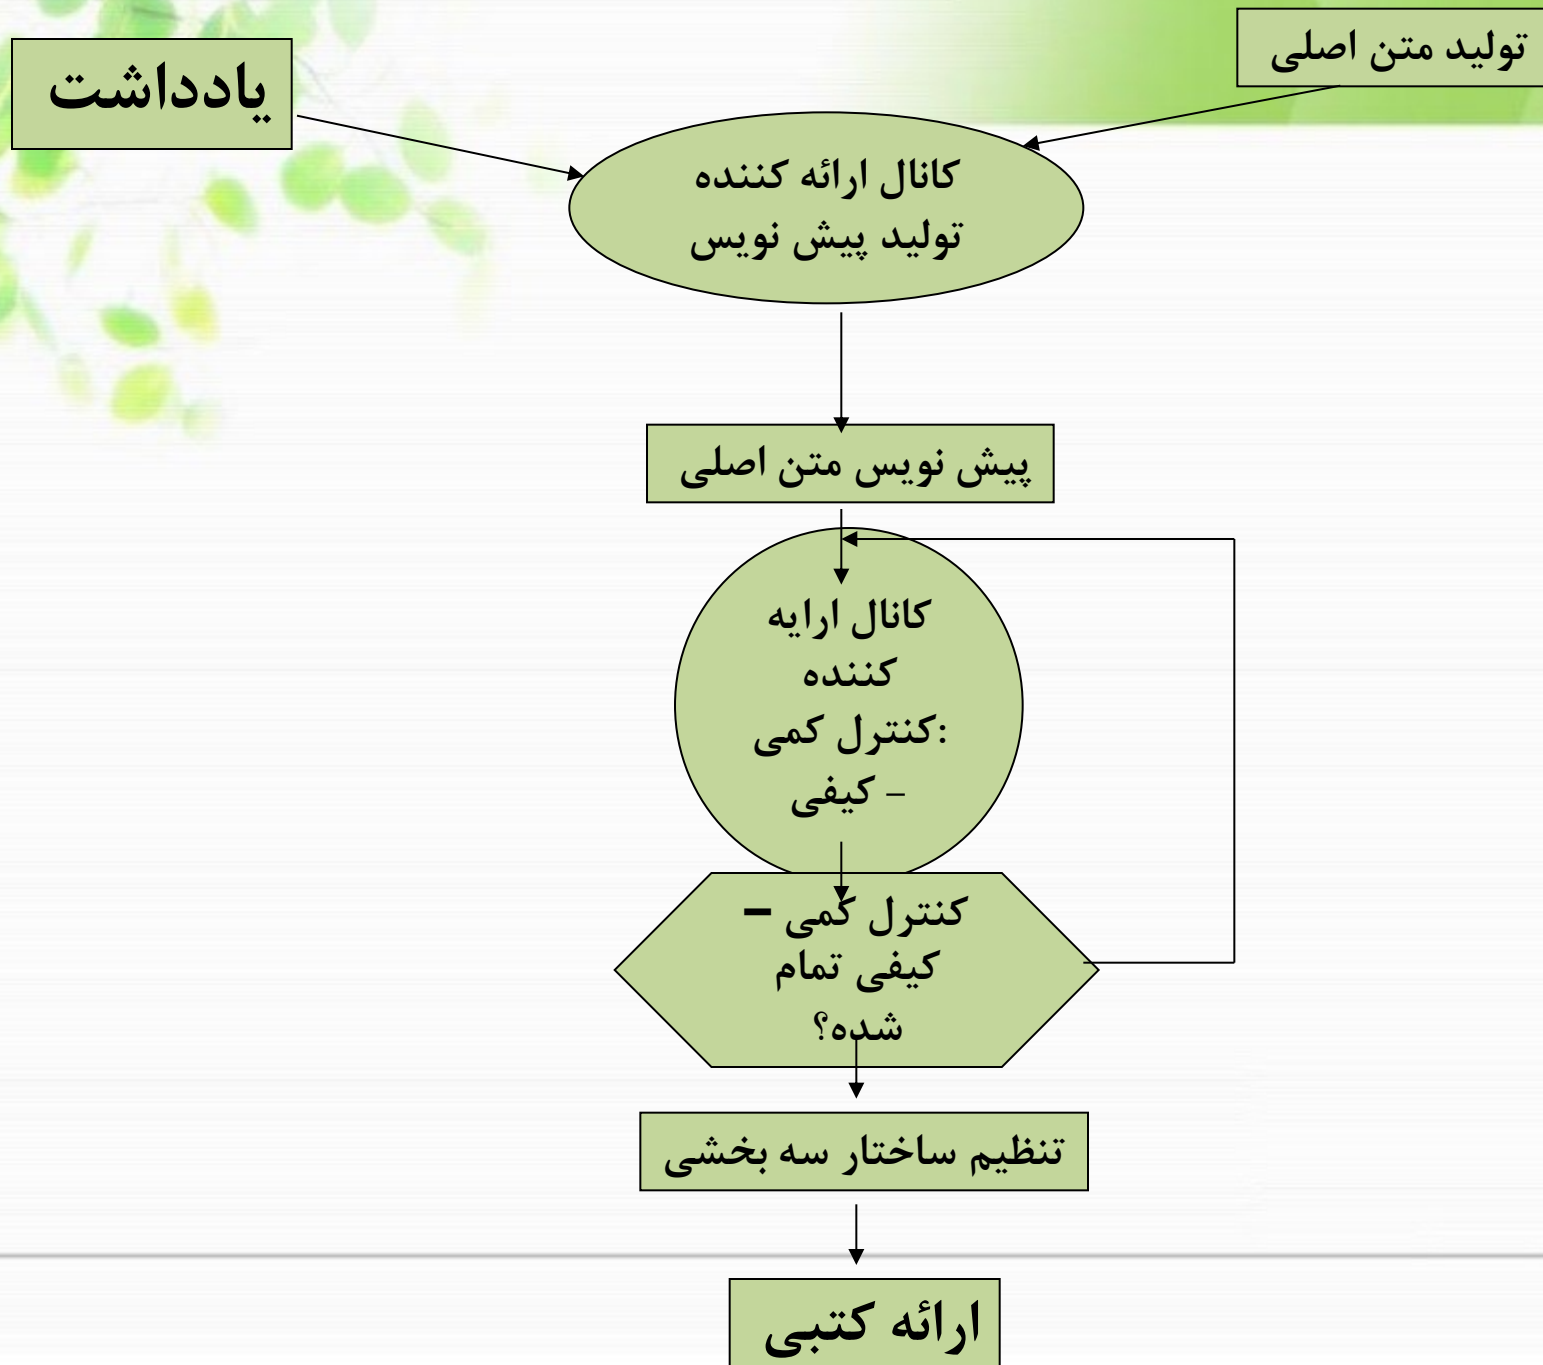 تولید متن اصلی
یادداشت
کانال ارائه کننده
تولید پیش نویس
پیش نویس متن اصلی
کانال ارایه
کننده
:کنترل کمی
– کیفی
کنترل کمی –
کیفی تمام
شده؟
تنظیم ساختار سه بخشی
ارائه کتبی